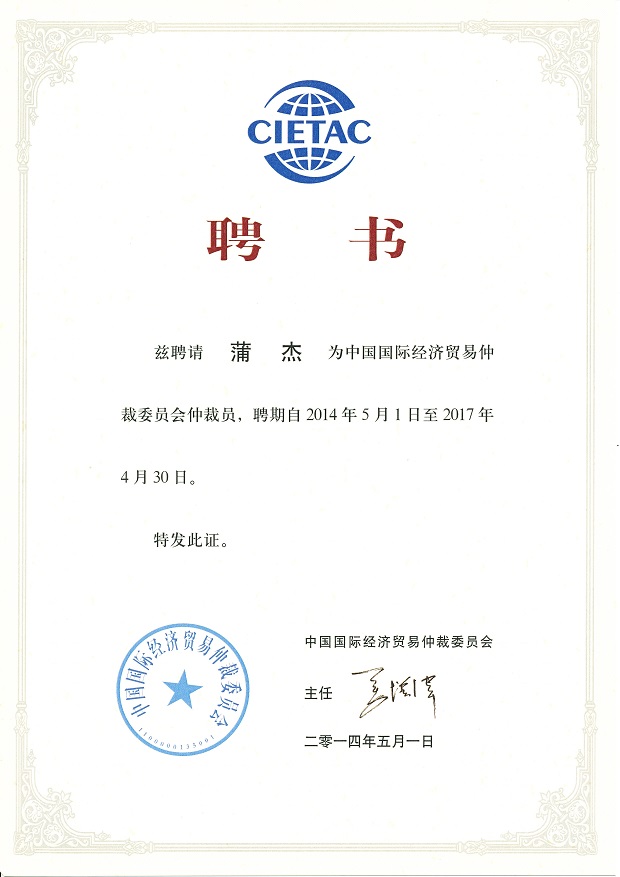 CIETAC
聘 书
兹聘请 蒲 杰 为中国国际经济贸易仲
裁委员会仲裁员，聘期自 2014 年 5 月 1 日至 2017 年
4 月 30 日。
特发此证。
中国国际经济贸易仲裁委员会
中国国际经济贸易仲裁委员会
主任
二零一四年五月一日